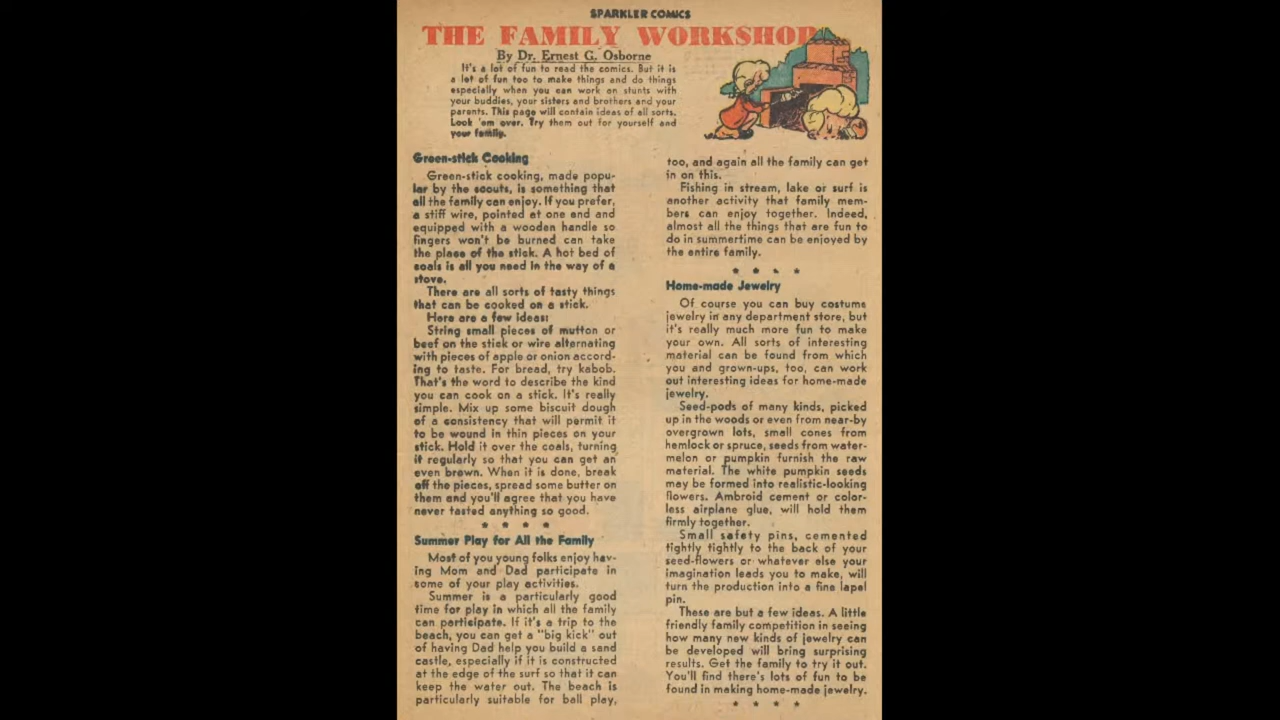 SPARKLER COMICS
THE FAMILY WORKSHOP
By Dr. Ernest G. Osborne
It's a lot of fun to read the comics. But it is
a lot of fun too to make things and do things
especially when you can work on stunts with
your buddies, your sisters and brothers and your
parents. This page will contain ideas of all sorts.
Look 'em over. Try them out for yourself and
your family.
Green-stick Cooking
Green-stick cooking, made popu-
lar by the scouts, is something that
all the family can enjoy. If you prefer,
a stiff wire, pointed at one end and
equipped with a wooden handle so
fingers won't be burned can take
the place of the stick. A hot bed of
coals is all you need in the way of a
stove.
There are all sorts of tasty things
that can be cooked on a stick.
Here are a few ideas:
String small pieces of mutton or
beef on the stick or wire alternating
with pieces of apple or onion accord-
ing to taste. For bread, try kabob.
That's the word to describe the kind
you can cook on a stick. It's really
simple. Mix up some biscuit dough
of a consistency that will permit it
to be wound in thin pieces on your
stick. Hold it over the coals, turning
it regularly so that you can get an
even brown. When it is done, break
off the pieces, spread some butter on
them and you'll agree that you have
never tasted anything so good.
* * * *
Summer Play for All the Family
Most of you young folks enjoy hav-
ing Mom and Dad participate in
some of your play activities.
Summer is a particularly good
time for play in which all the family
can participate. If it's a trip to the
beach, you can get a "big kick" out
of having Dad help you build a sand
castle, especially if it is constructed
at the edge of the surf so that it can
keep the water out. The beach is
particularly suitable for ball play,
too, and again all the family can get
in on this.
Fishing in stream, lake or surf is
another activity that family mem-
bers can enjoy together. Indeed,
almost all the things that are fun to
do in summertime can be enjoyed by
the entire family.
* * * *
Home-made Jewelry
Of course you can buy costume
jewelry in any department store, but
it's really much more fun to make
your own. All sorts of interesting
material can be found from which
you and grown-ups, too, can work
out interesting ideas for home-made
jewelry.
Seed-pods of many kinds, picked
up in the woods or even from near-by
overgrown lots, small cones from
hemlock or spruce, seeds from water-
melon or pumpkin furnish the raw
material. The white pumpkin seeds
may be formed into realistic-looking
flowers. Ambroid cement or color-
less airplane glue, will hold them
firmly together.
Small safety pins, cemented
tightly tightly to the back of your
seed-flowers or whatever else your
imagination leads you to make, will
turn the production into a fine lapel
pin.
These are but a few ideas. A little
friendly family competition in seeing
how many new kinds of jewelry can
be developed will bring surprising
results. Get the family to try it out.
You'll find there's lots of fun to be
found in making home-made jewelry.
* * * *